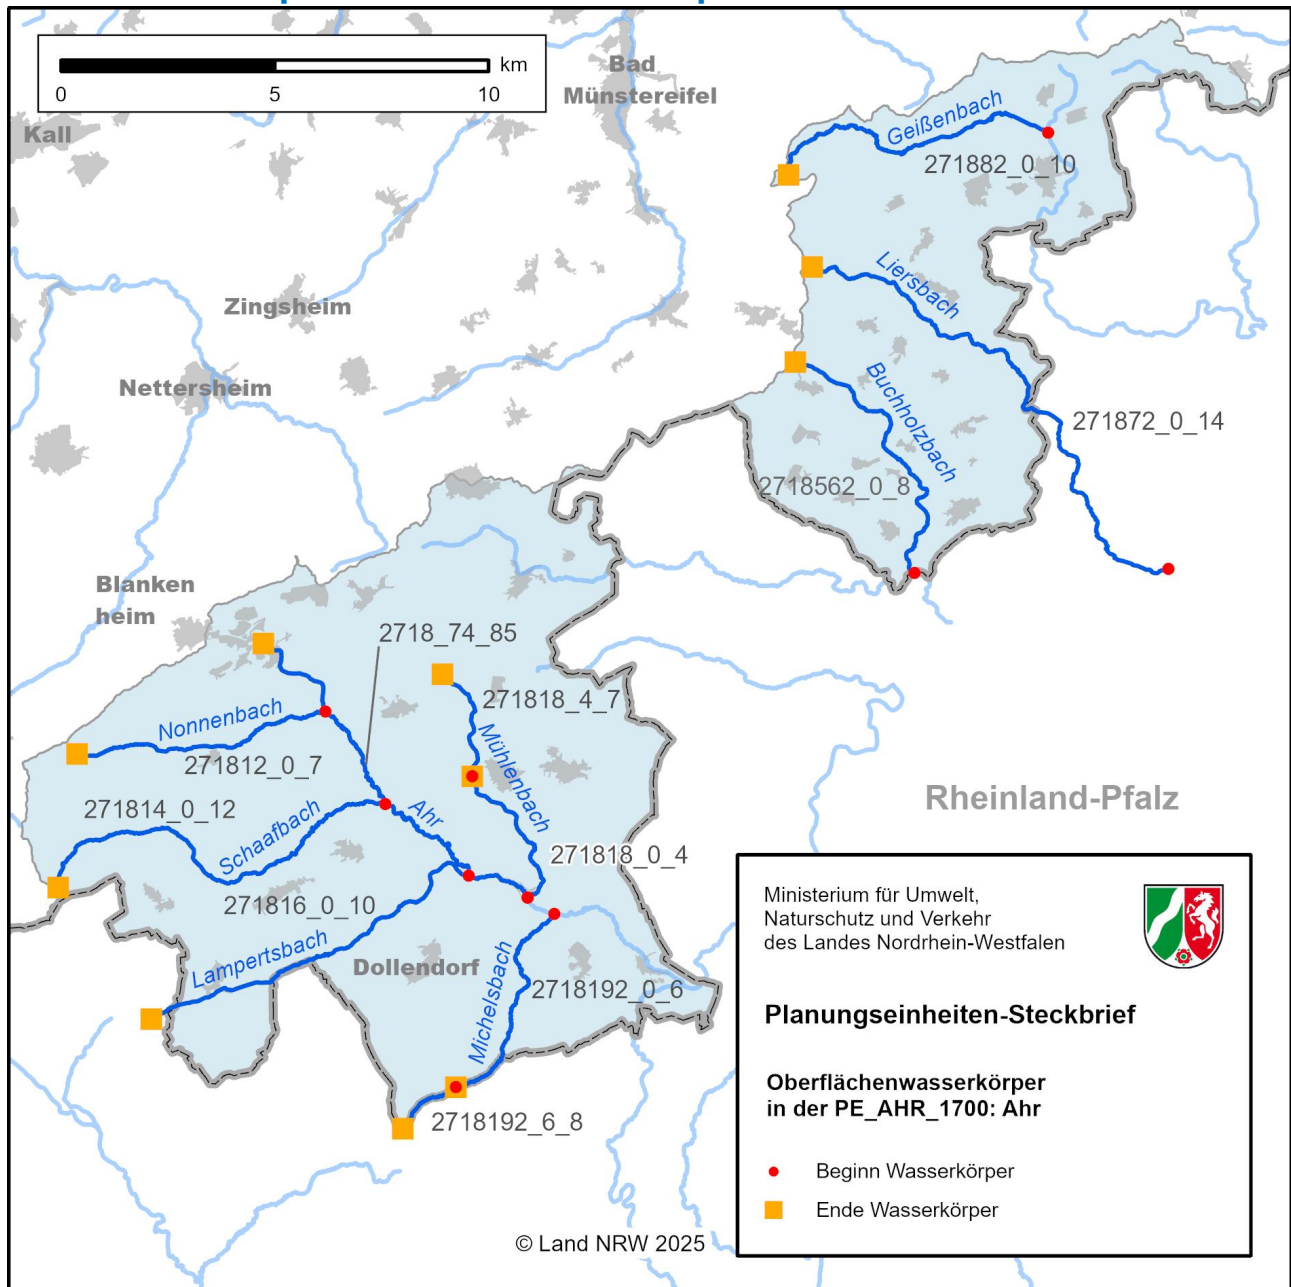 km
0
5
10
Kall
Bad
Münstereifel
Geißenbach
271882_0_10
Liersbach
Zingsheim
Nettersheim
Buchholzbach
271872_0_14
2718562_0_8
Blanken
heim
2718_74_85
271818_4_7
Nonnenbach
271812_0_7
Mühlenbach
271814_0_12
Schaafbach
Ahr
271818_0_4
271816_0_10
Lampertsbach
Dollendorf
Michelsbach
2718192_0_6
2718192_6_8
Rheinland-Pfalz
Ministerium für Umwelt,
Naturschutz und Verkehr
des Landes Nordrhein-Westfalen
Planungseinheiten-Steckbrief
Oberflächenwasserkörper
in der PE_AHR_1700: Ahr
Beginn Wasserkörper
Ende Wasserkörper
© Land NRW 2025